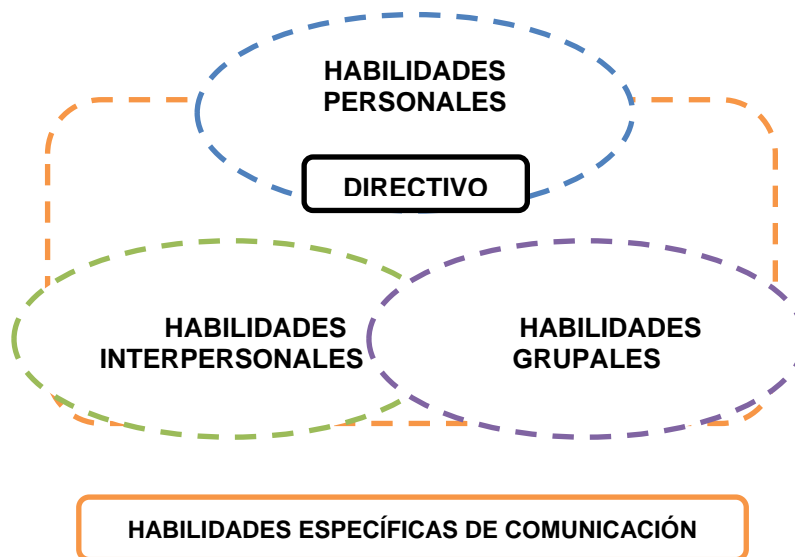 HABILIDADES
PERSONALES
DIRECTIVO
HABILIDADES
INTERPERSONALES
HABILIDADES
GRUPALES
HABILIDADES ESPECÍFICAS DE COMUNICACIÓN